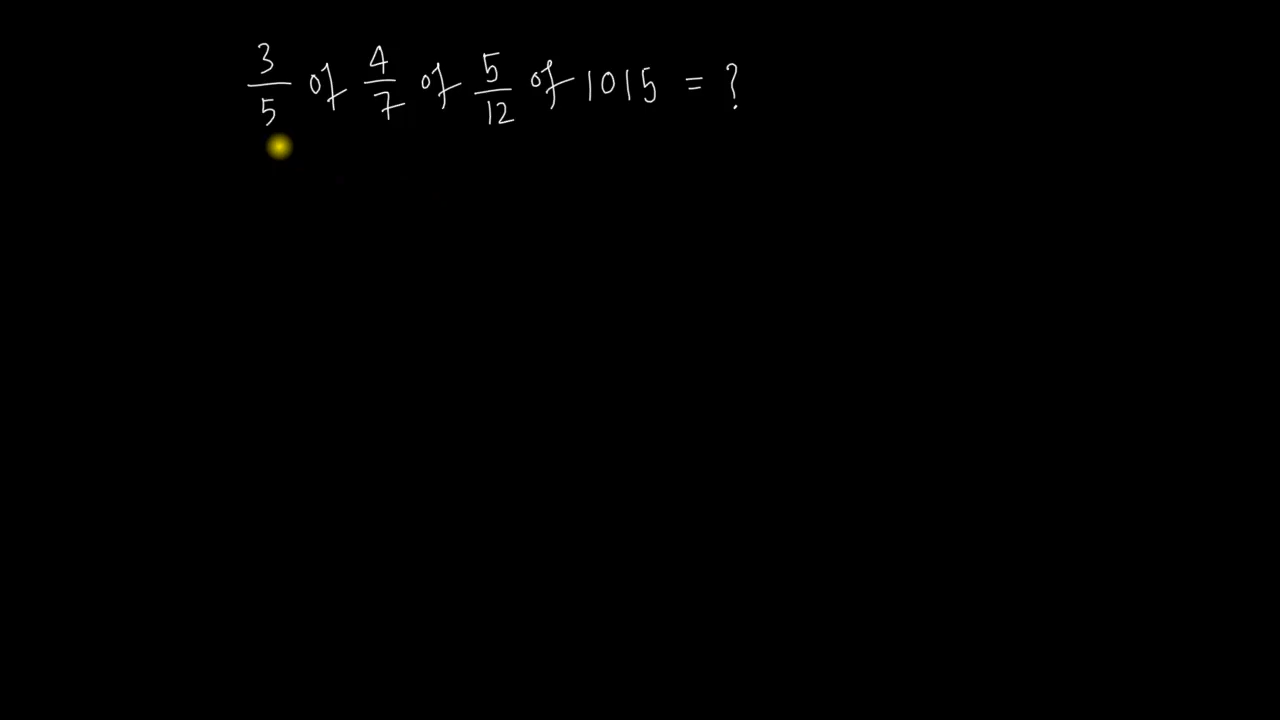 3/5 of 4/7 of 5/12 of 1015 = ?